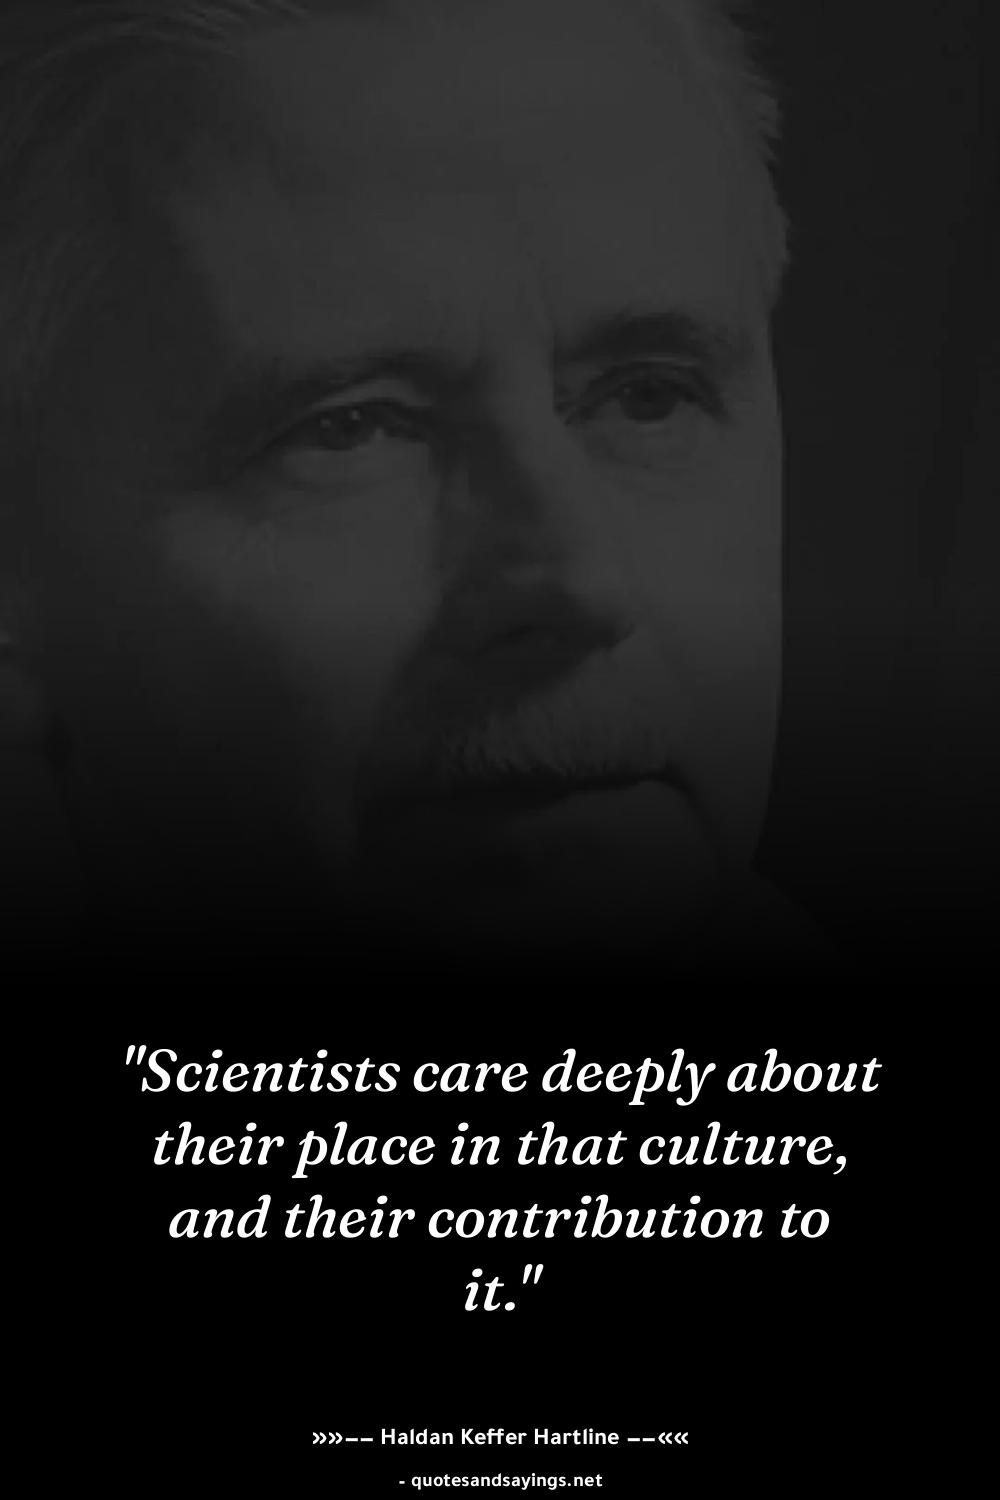 "Scientists care deeply about
their place in that culture,
and their contribution to
it."
»»–– Haldan Keffer Hartline ––««
- quotesandsayings.net